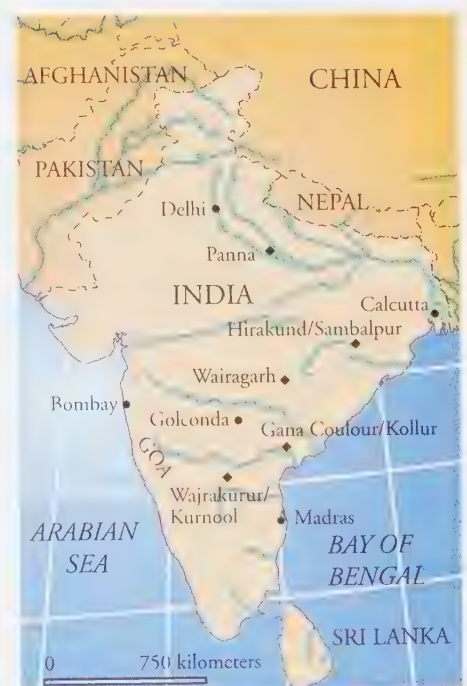 AFGHANISTAN
CHINA
PAKISTAN
NEPAL
Delhi
Panna
INDIA
Calcutta
Hirakund/Sambalpur
Wairagarh
Bombay
Golconda
Gana Coulour/Kollur
GOA
Wajrakurur/
Kurnool
Madras
ARABIAN
SEA
BAY OF
BENGAL
SRI LANKA
0 750 kilometers